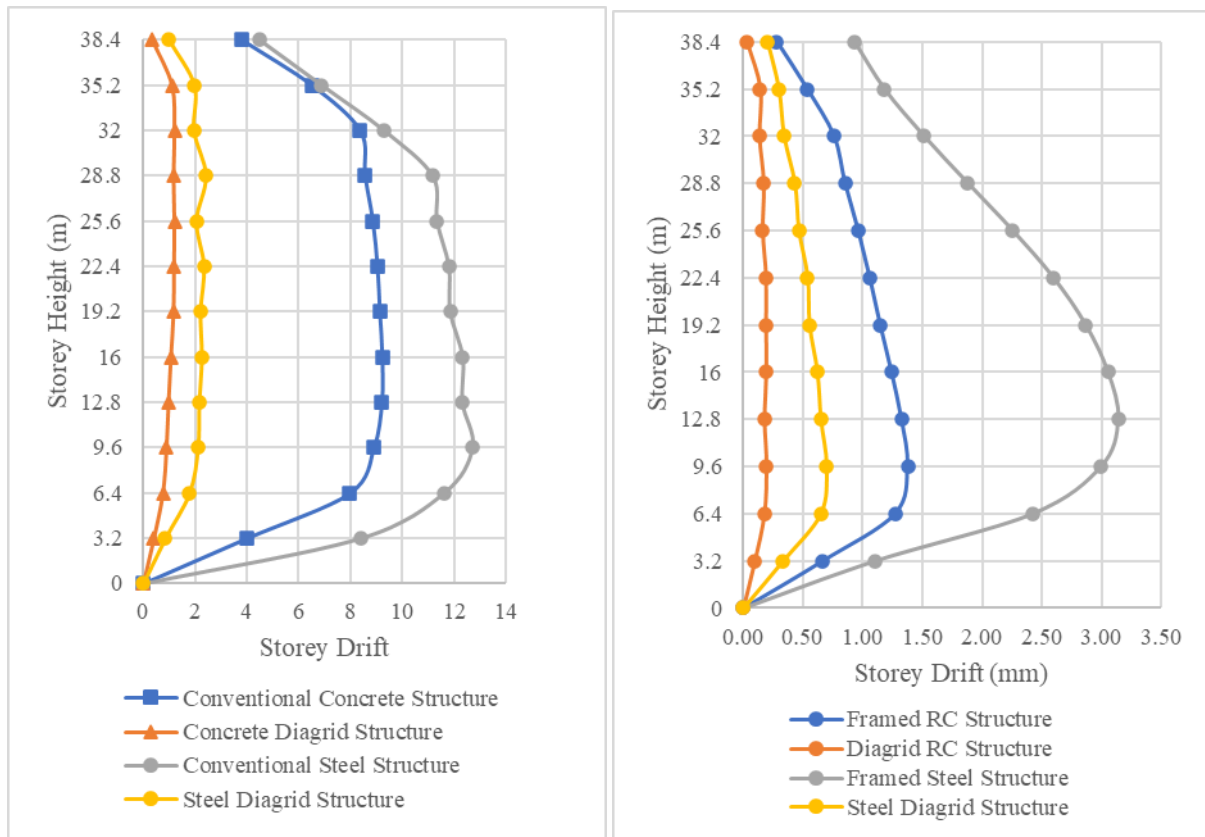 38.4
35.2
32
28.8
25.6
22.4
19.2
16
12.8
9.6
6.4
3.2
0
Storey Height (m)
0 2 4 6 8 10 12 14
Storey Drift
Conventional Concrete Structure
Concrete Diagrid Structure
Conventional Steel Structure
Steel Diagrid Structure
38.4
35.2
32
28.8
25.6
22.4
19.2
16
12.8
9.6
6.4
3.2
0
Storey Height (m)
0.00 0.50 1.00 1.50 2.00 2.50 3.00 3.50
Storey Drift (mm)
Framed RC Structure
Diagrid RC Structure
Framed Steel Structure
Steel Diagrid Structure